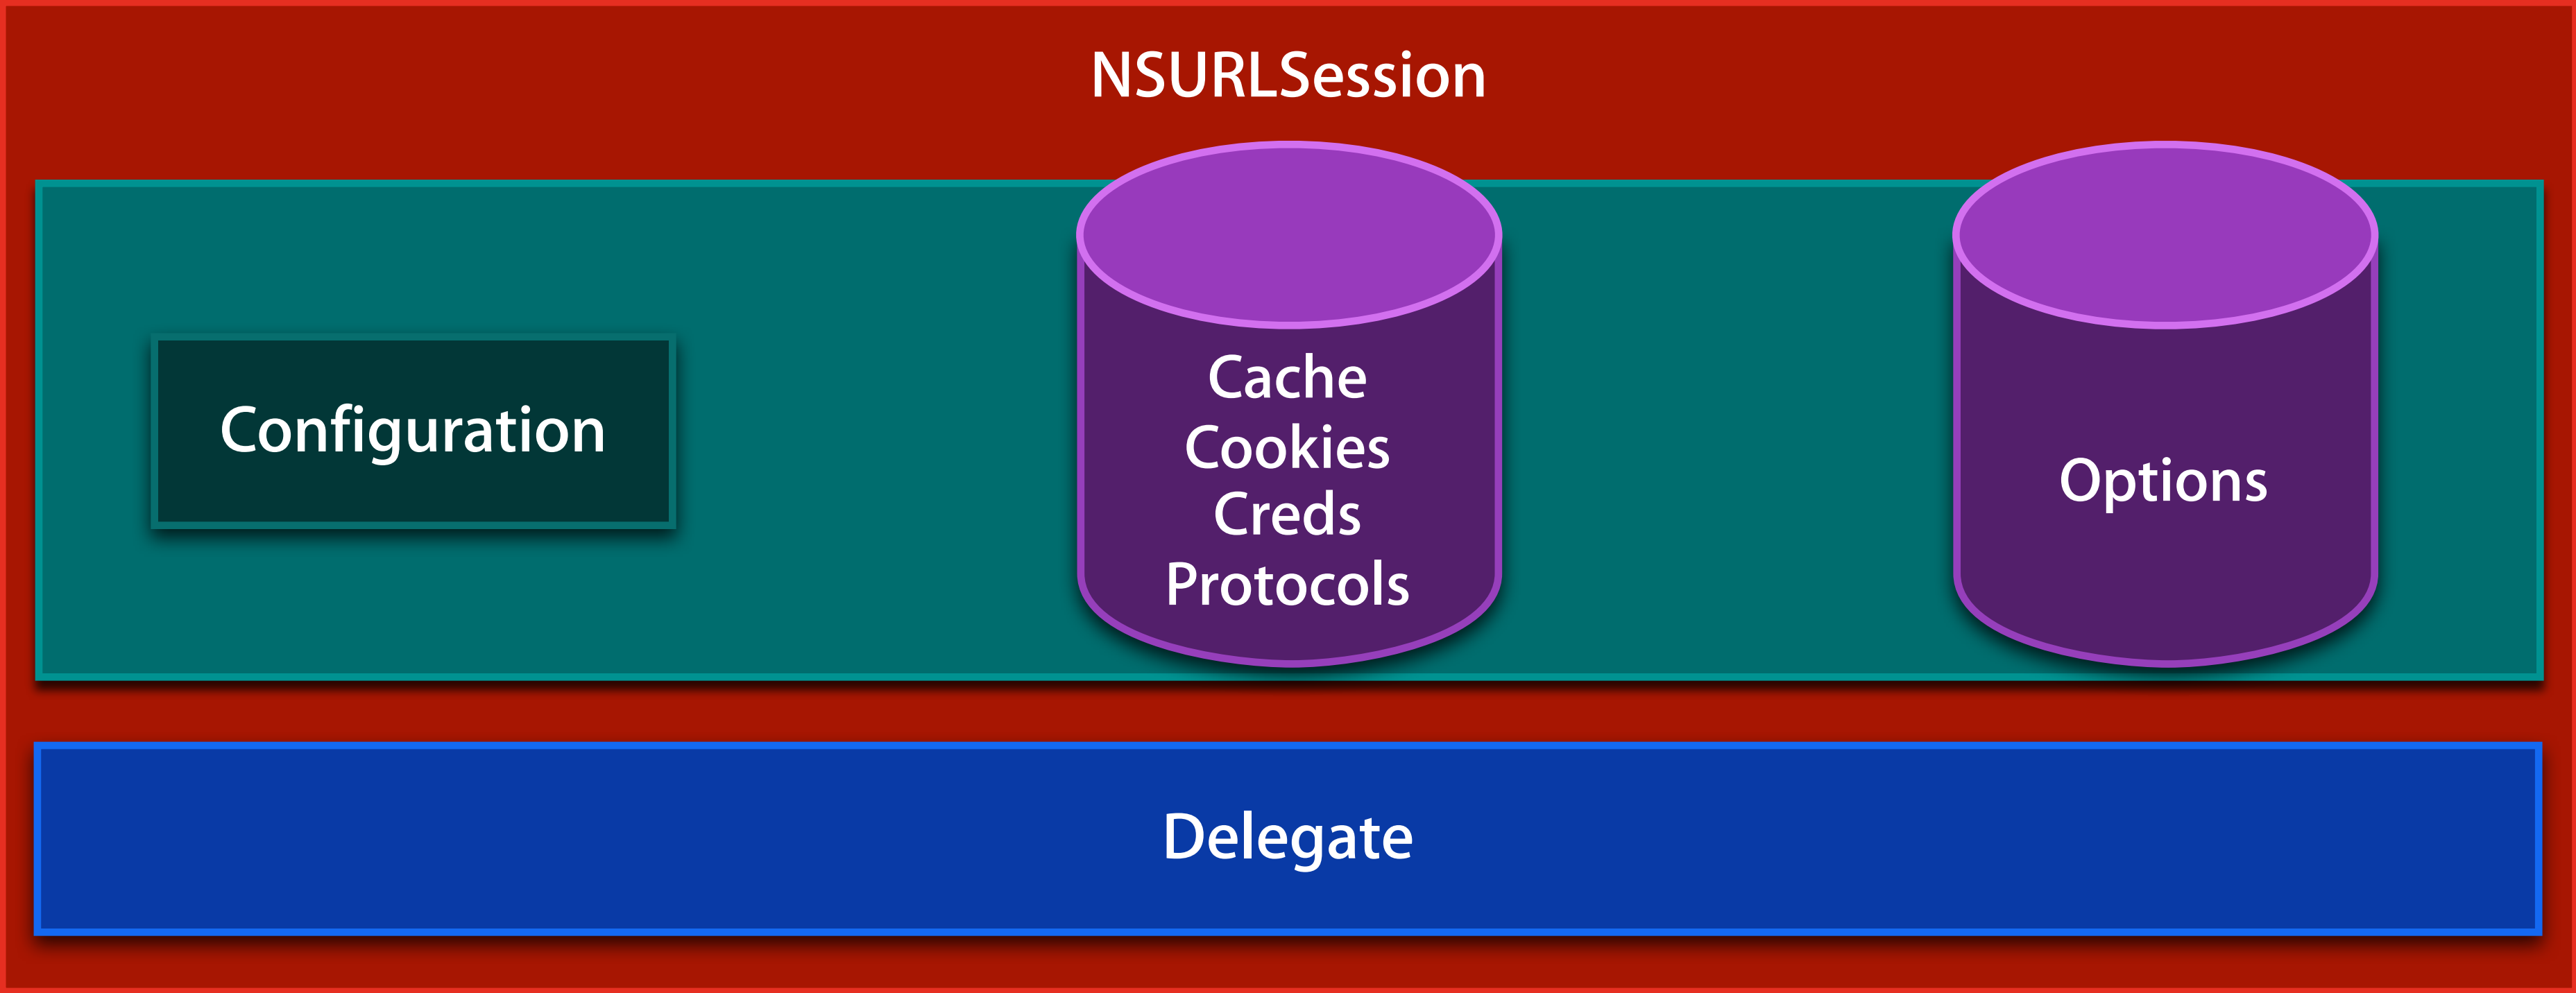 NSURLSession
Configuration
Cache
Cookies
Creds
Protocols
Options
Delegate